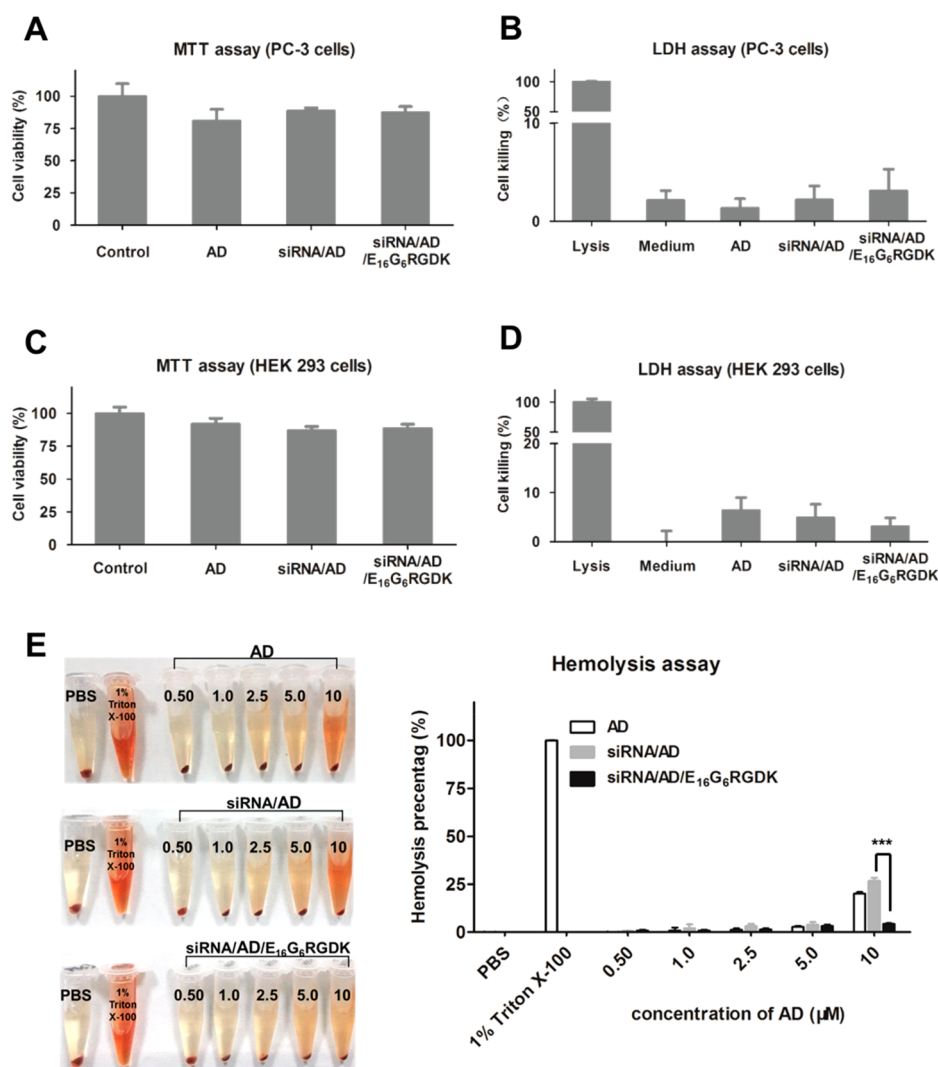 A
MTT assay (PC-3 cells)
Cell viability (%)
100
75
50
25
0
Control
AD
siRNA/AD
siRNA/AD
/E₁₆G₆RGDK
B
LDH assay (PC-3 cells)
Cell killing (%)
100
50
10
0
Lysis
Medium
AD
siRNA/AD
siRNA/AD
/E₁₆G₆RGDK
C
MTT assay (HEK 293 cells)
Cell viability (%)
100
75
50
25
0
Control
AD
siRNA/AD
siRNA/AD
/E₁₆G₆RGDK
D
LDH assay (HEK 293 cells)
Cell killing (%)
100
50
20
10
0
Lysis
Medium
AD
siRNA/AD
siRNA/AD
/E₁₆G₆RGDK
E
AD
PBS
1%
Triton
X-100
0.50 1.0 2.5 5.0 10
siRNA/AD
PBS
1%
Triton
X-100
0.50 1.0 2.5 5.0 10
siRNA/AD/E₁₆G₆RGDK
PBS
1%
Triton
X-100
0.50 1.0 2.5 5.0 10
Hemolysis assay
Hemolysis precentag (%)
100
75
50
25
0
AD
siRNA/AD
siRNA/AD/E₁₆G₆RGDK
***
PBS
1% Triton X-100
0.50
1.0
2.5
5.0
10
concentration of AD (µM)